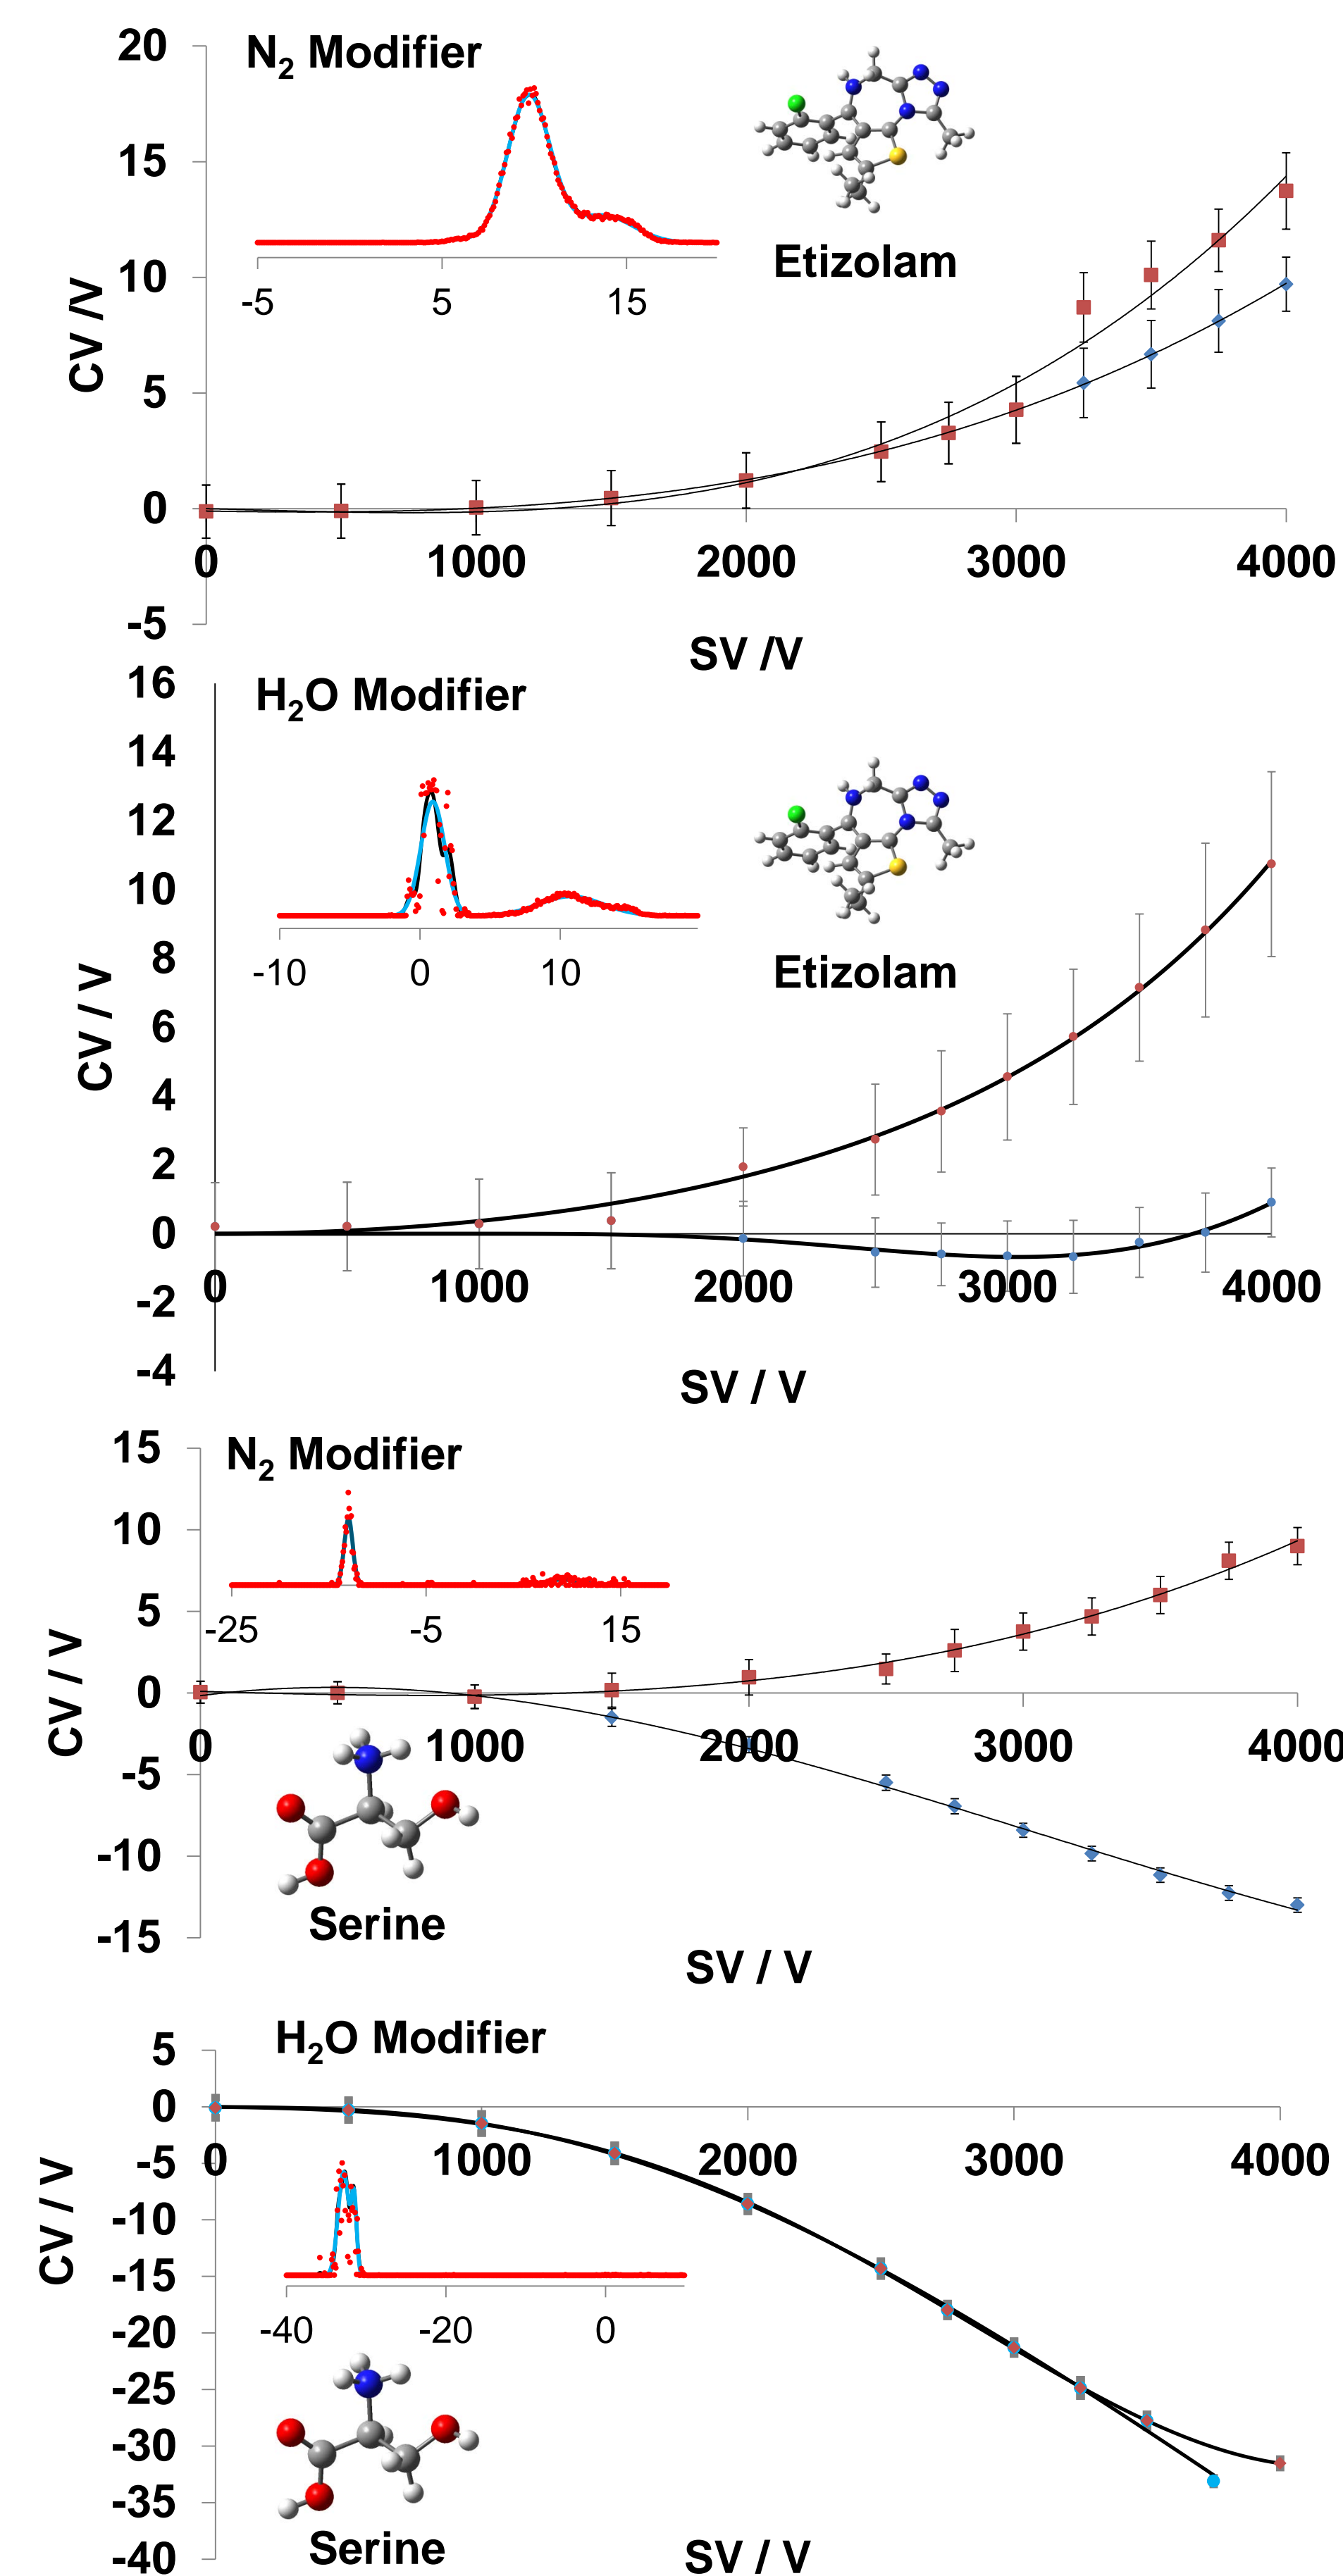 20
N₂ Modifier
15
10
5
0
-5
CV /V
-5 5 15
Etizolam
0 1000 2000 3000 4000
SV /V
16
H₂O Modifier
14
12
10
8
6
4
2
0
-2
-4
CV / V
-10 0 10
Etizolam
0 1000 2000 3000 4000
SV / V
15
N₂ Modifier
10
5
0
-5
-10
-15
CV / V
-25 -5 15
0 1000 2000 3000 4000
Serine
SV / V
H₂O Modifier
5
0
-5
-10
-15
-20
-25
-30
-35
-40
CV / V
0 1000 2000 3000 4000
-40 -20 0
Serine
SV / V